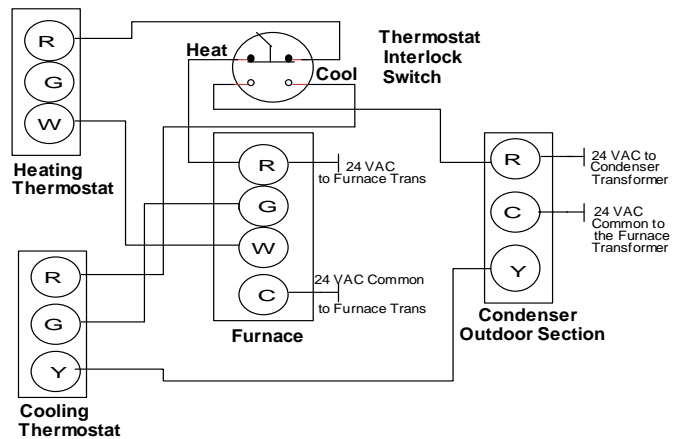 R
G
W
Heating
Thermostat
Heat
Cool
Thermostat
Interlock
Switch
R
G
W
C
24 VAC
to Furnace Trans
24 VAC Common
to Furnace Trans
Furnace
R
C
Y
24 VAC to
Condenser
Transformer
24 VAC
Common to
the Furnace
Transformer
Condenser
Outdoor Section
R
G
Y
Cooling
Thermostat